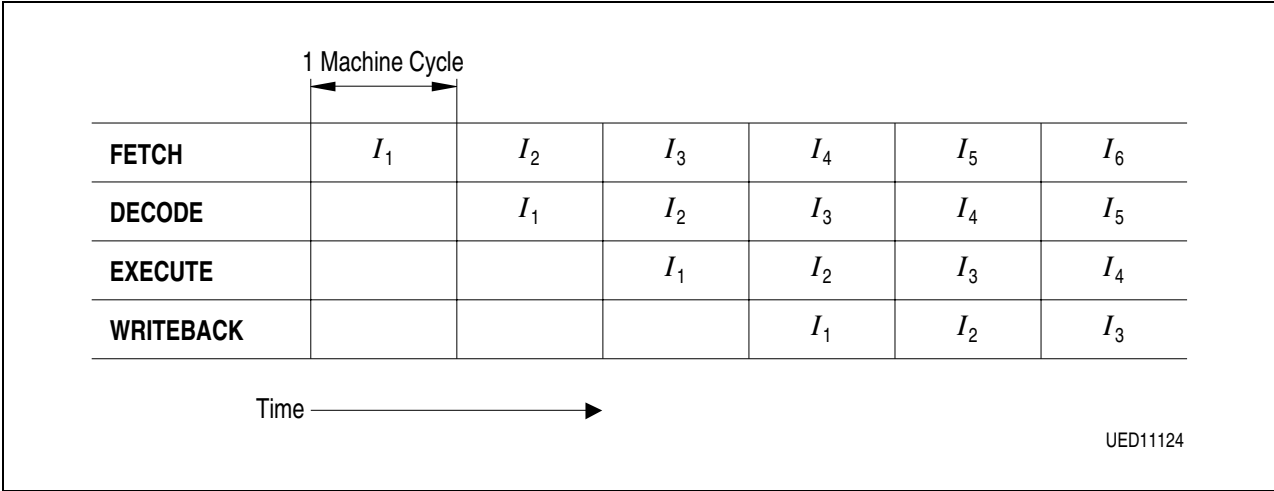 1 Machine Cycle
FETCH I1 I2 I3 I4 I5 I6
DECODE I1 I2 I3 I4 I5
EXECUTE I1 I2 I3 I4
WRITEBACK I1 I2 I3
Time
UED11124